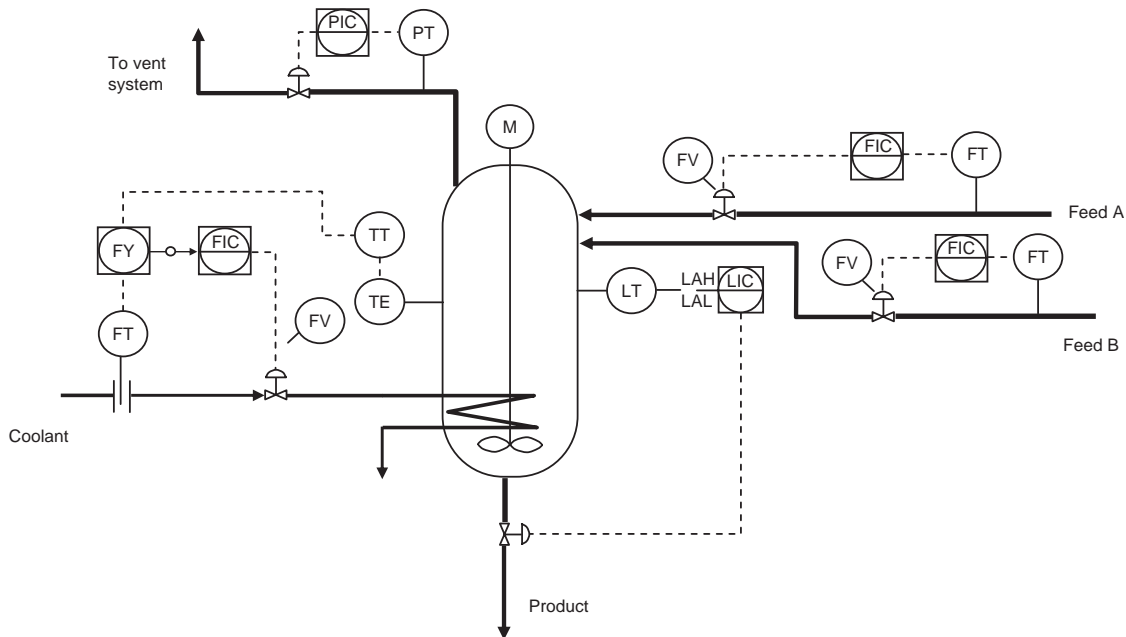 PIC
PT
To vent
system
M
FV
FIC
FT
Feed A
FY
FIC
TT
FV
FIC
FT
TE
LT
LAH
LAL
LIC
FT
FV
Feed B
Coolant
Product